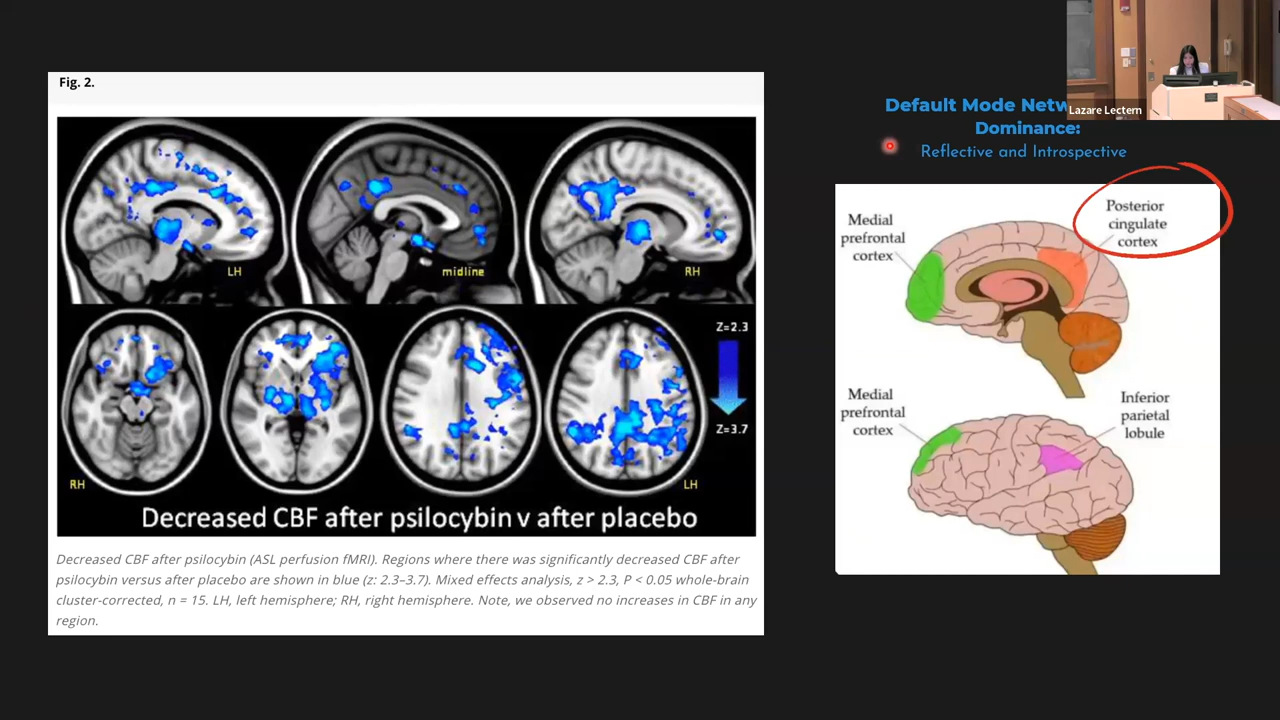 Fig. 2.
LH
midline
RH
Z=2.3
Z=3.7
RH
LH
Decreased CBF after psilocybin v after placebo
Decreased CBF after psilocybin (ASL perfusion fMRI). Regions where there was significantly decreased CBF after
psilocybin versus after placebo are shown in blue (z: 2.3–3.7). Mixed effects analysis, z > 2.3, P < 0.05 whole-brain
cluster-corrected, n = 15. LH, left hemisphere; RH, right hemisphere. Note, we observed no increases in CBF in any
region.
Lazare Lectern
Default Mode
Dominance:
Reflective and Introspective
Medial
prefrontal
cortex
Posterior
cingulate
cortex
Medial
prefrontal
cortex
Inferior
parietal
lobule